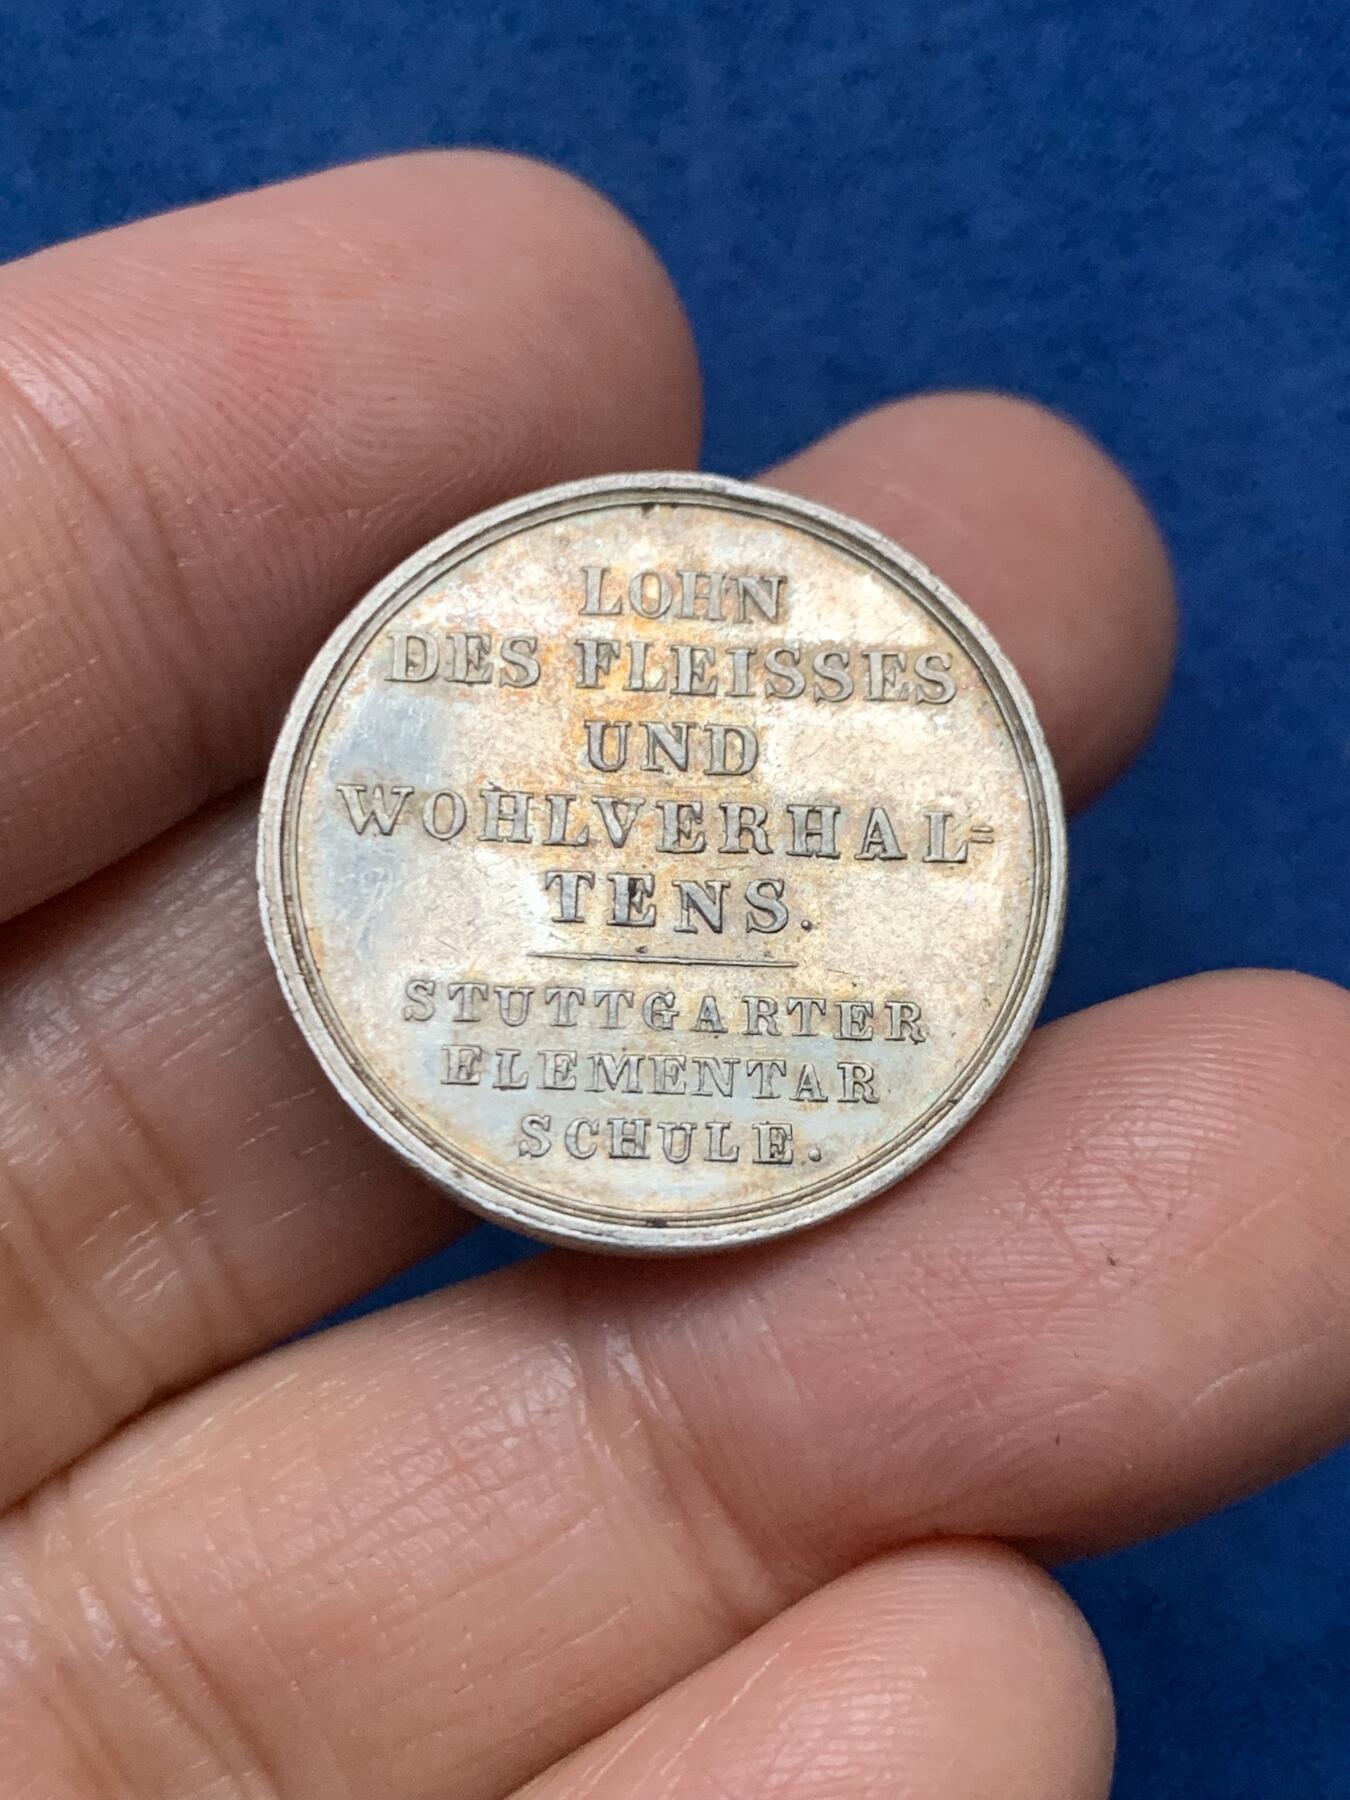 LOHN
DES FLEISSES
UND
WOHLVERHAL=
TENS.
STUTTGARTER
ELEMENTAR
SCHULE.